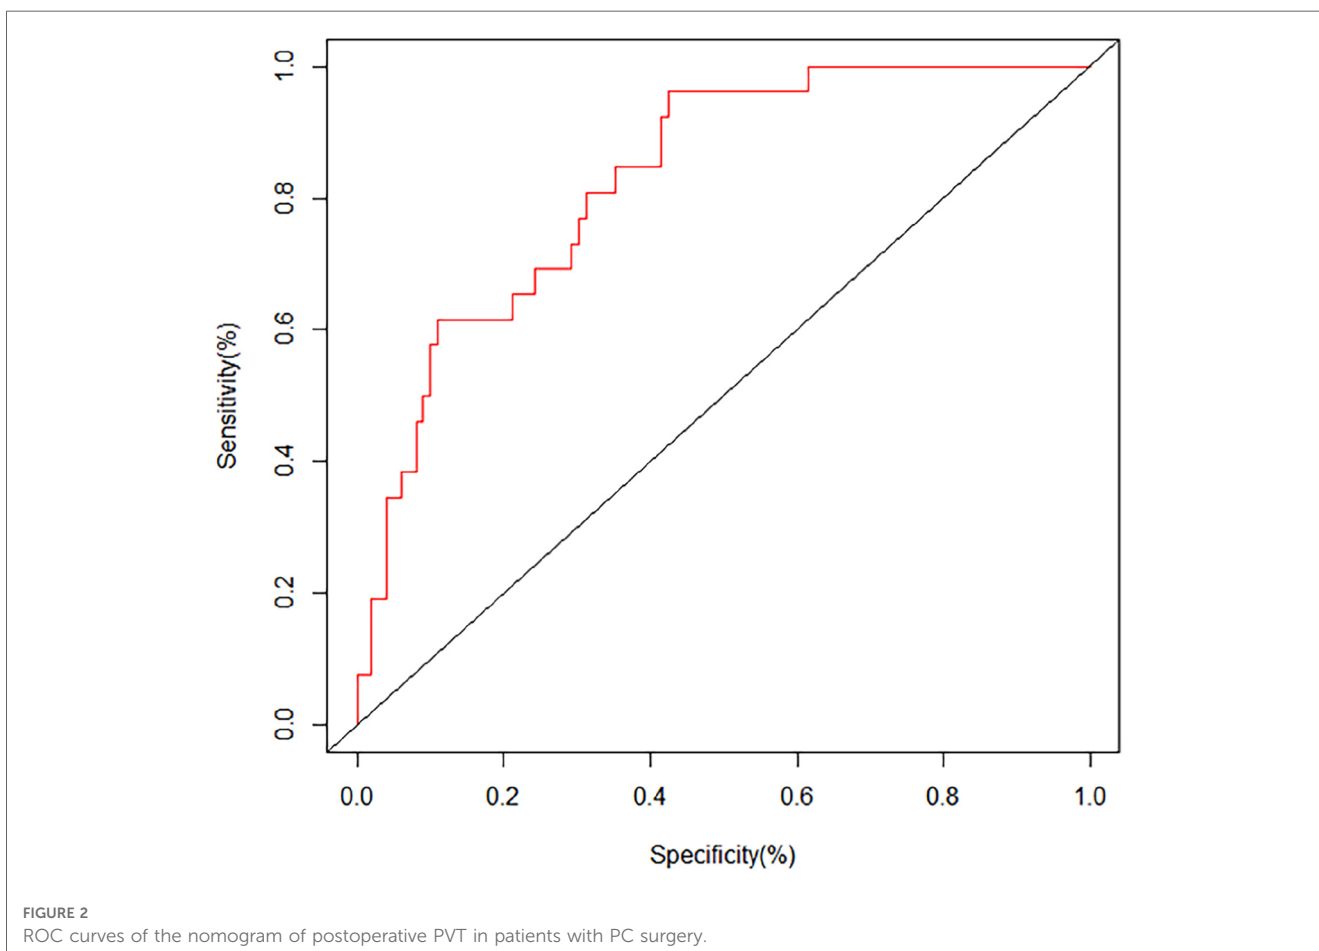 1.0
0.8
0.6
0.4
0.2
0.0
Sensitivity(%)
0.0 0.2 0.4 0.6 0.8 1.0
Specificity(%)
FIGURE 2
ROC curves of the nomogram of postoperative PVT in patients with PC surgery.